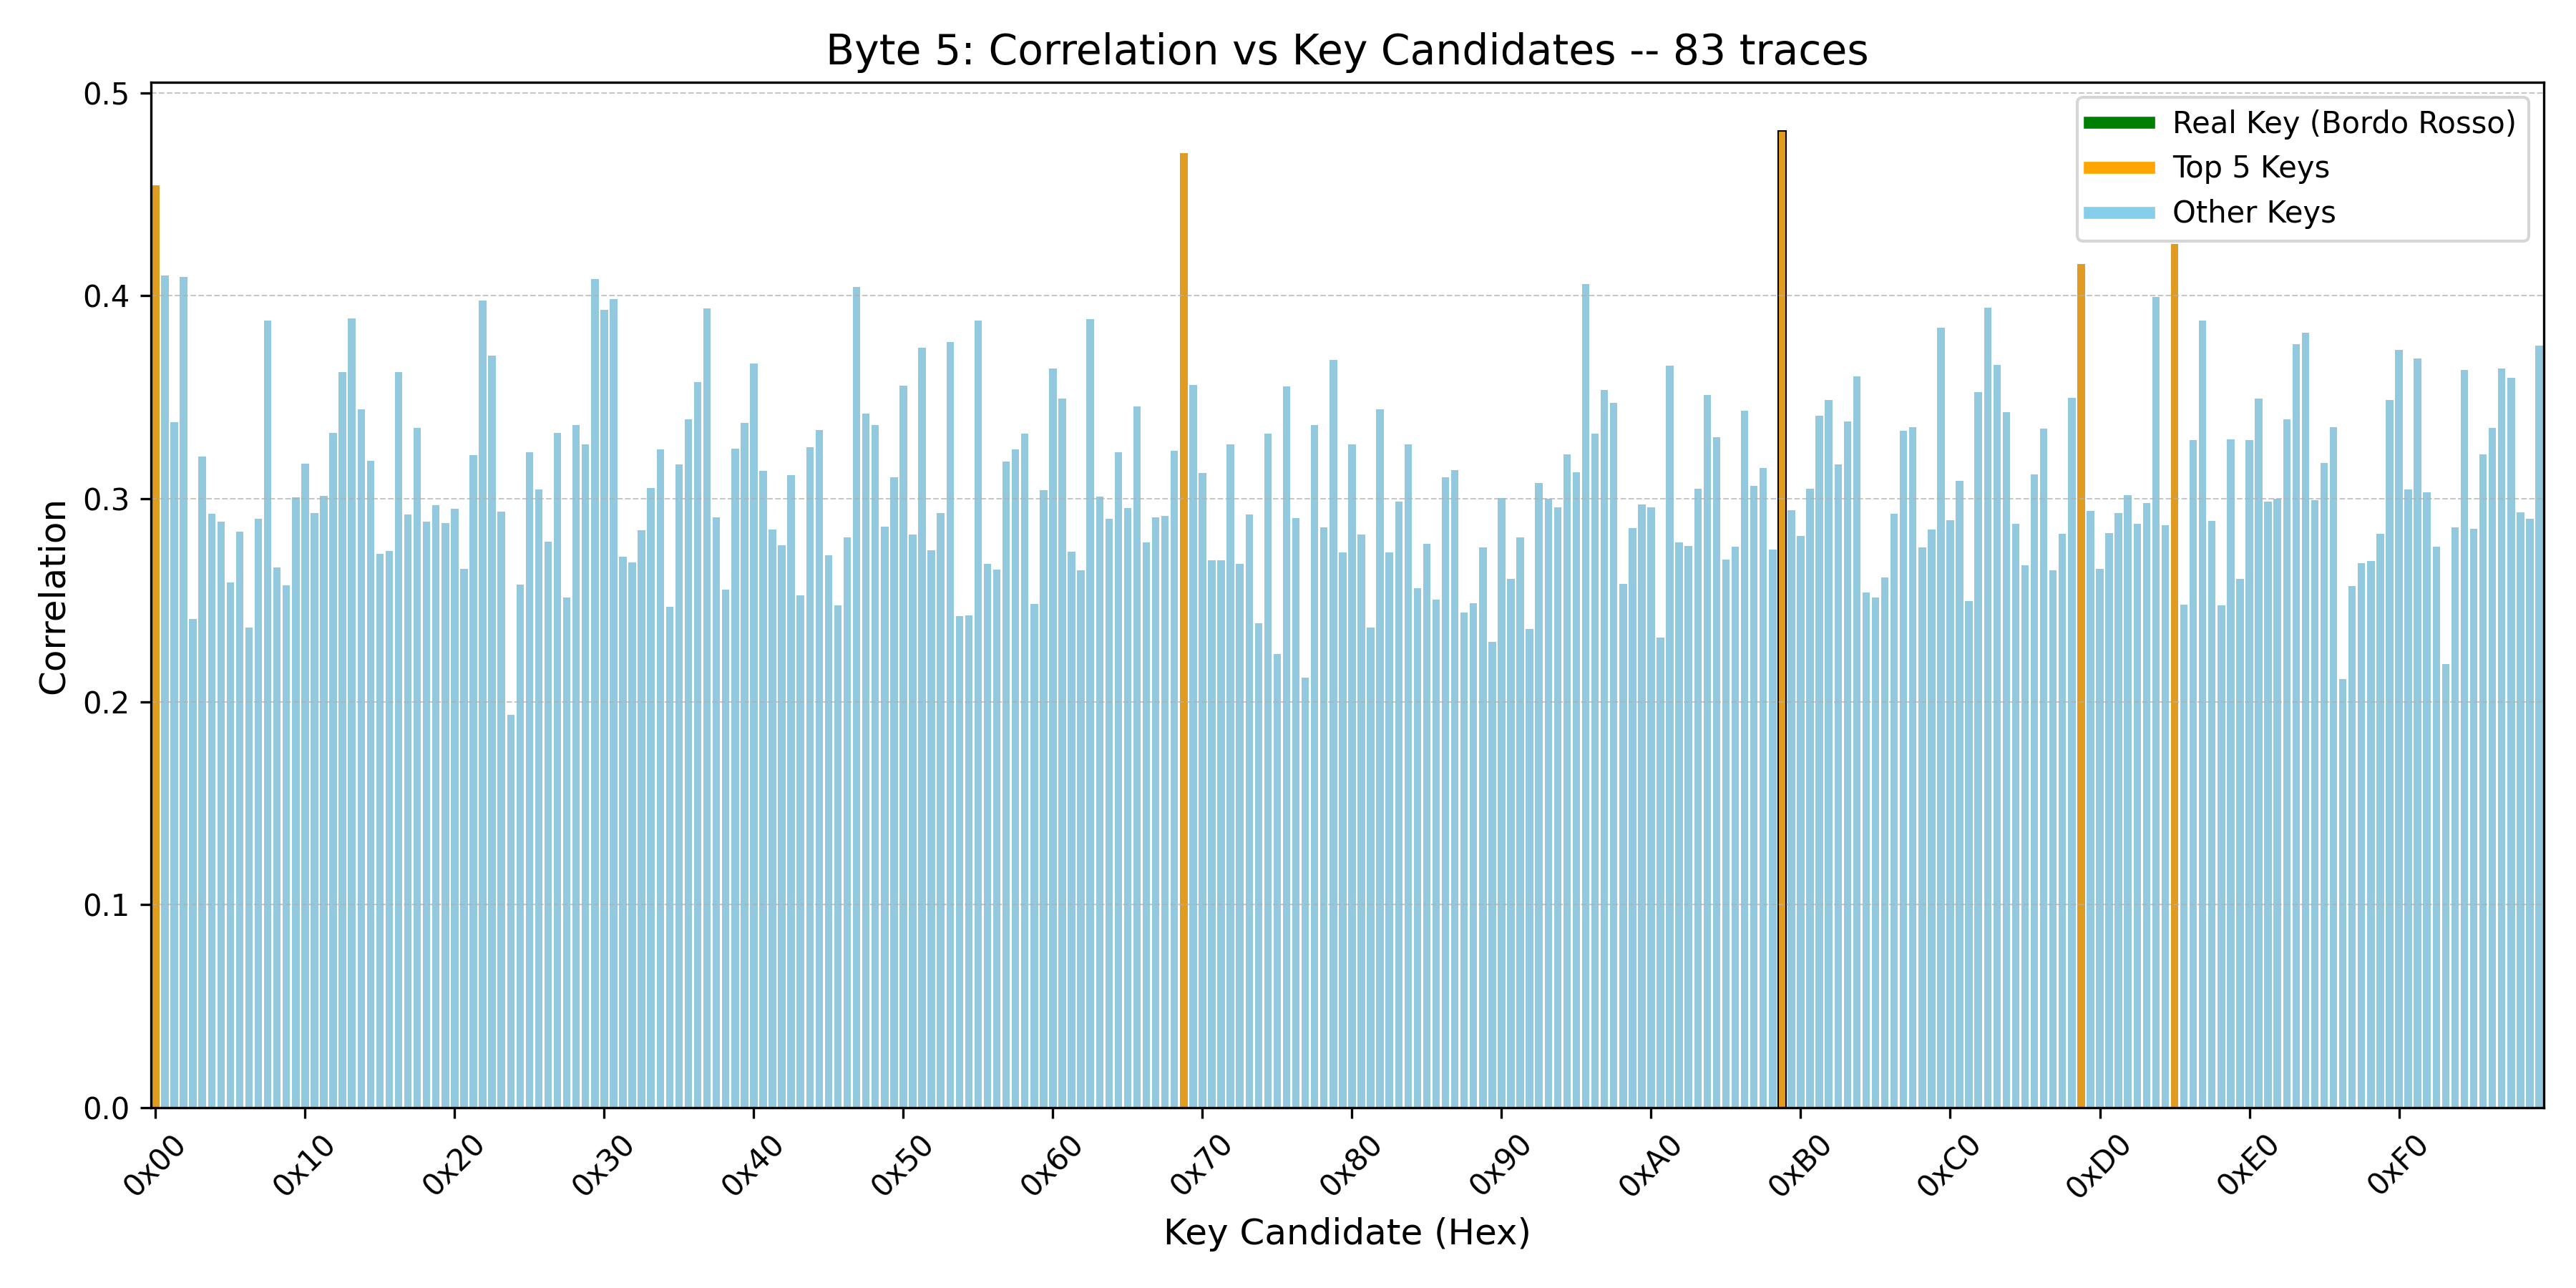 Byte 5: Correlation vs Key Candidates -- 83 traces
Real Key (Bordo Rosso)
Top 5 Keys
Other Keys
Correlation
0.5
0.4
0.3
0.2
0.1
0.0
0x00 0x10 0x20 0x30 0x40 0x50 0x60 0x70 0x80 0x90 0xA0 0xB0 0xC0 0xD0 0xE0 0xF0
Key Candidate (Hex)